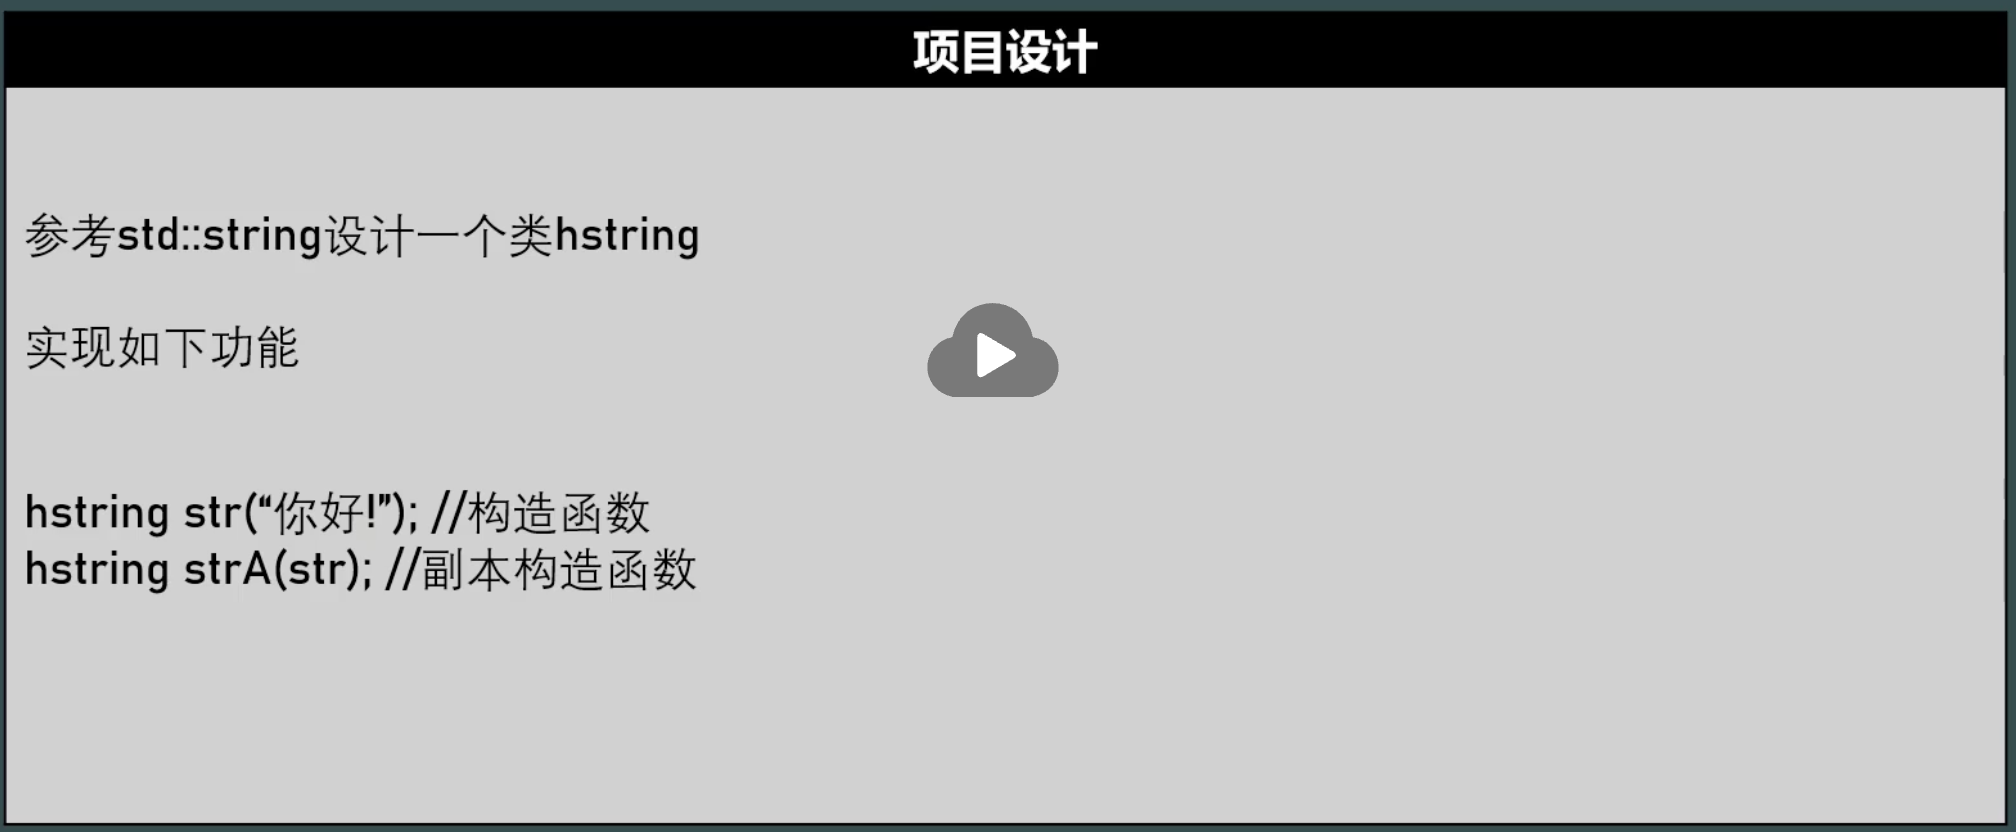 项目设计
参考std::string设计一个类hstring
实现如下功能
hstring str(“你好!”); //构造函数
hstring strA(str); //副本构造函数